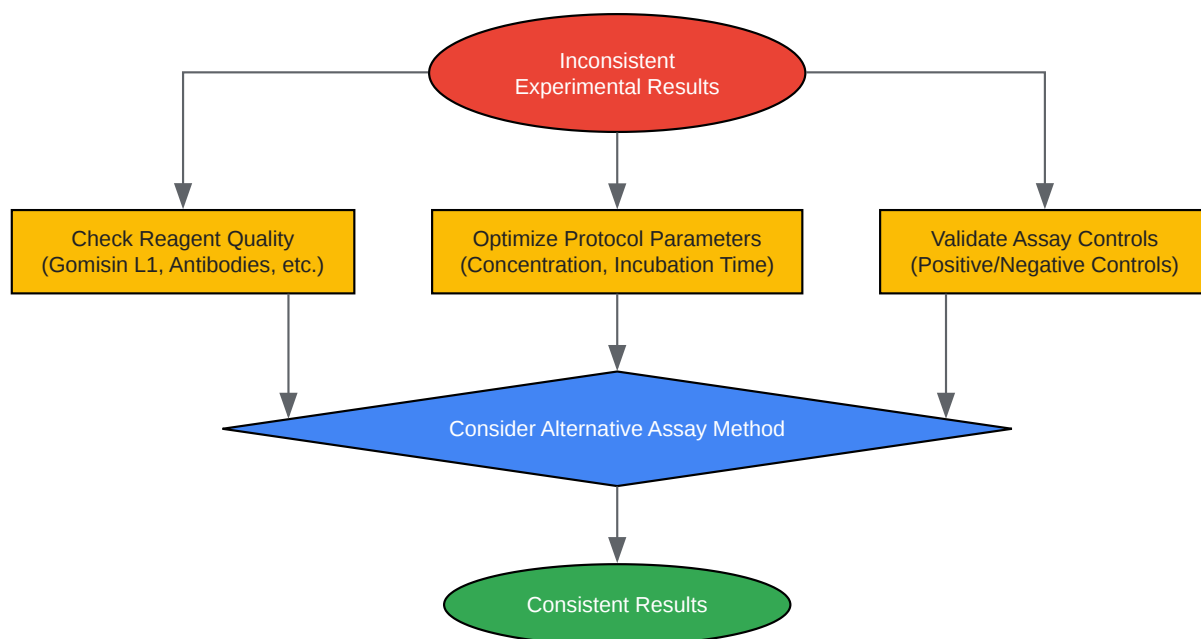 Inconsistent
Experimental Results
Check Reagent Quality
(Gomisin L1, Antibodies, etc.)
Optimize Protocol Parameters
(Concentration, Incubation Time)
Validate Assay Controls
(Positive/Negative Controls)
Consider Alternative Assay Method
Consistent Results